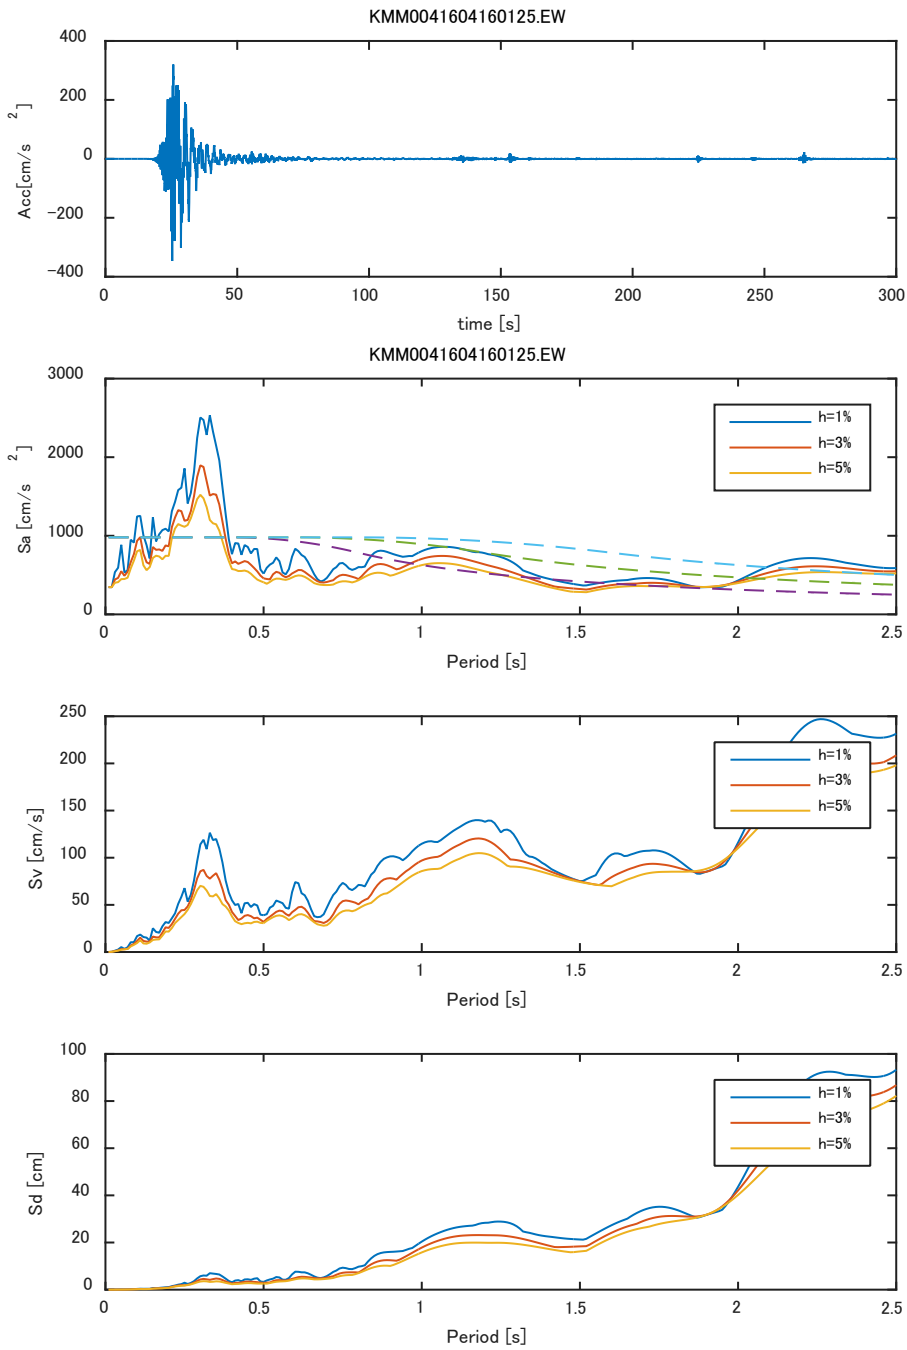 KMM0041604160125.EW
400
200
0
-200
-400
Acc[cm/s 2 ]
0 50 100 150 200 250 300
time [s]
KMM0041604160125.EW
3000
2000
1000
0
Sa [cm/s 2 ]
h=1%
h=3%
h=5%
0 0.5 1 1.5 2 2.5
Period [s]
250
200
150
100
50
0
Sv [cm/s]
h=1%
h=3%
h=5%
0 0.5 1 1.5 2 2.5
Period [s]
100
80
60
40
20
0
Sd [cm]
h=1%
h=3%
h=5%
0 0.5 1 1.5 2 2.5
Period [s]